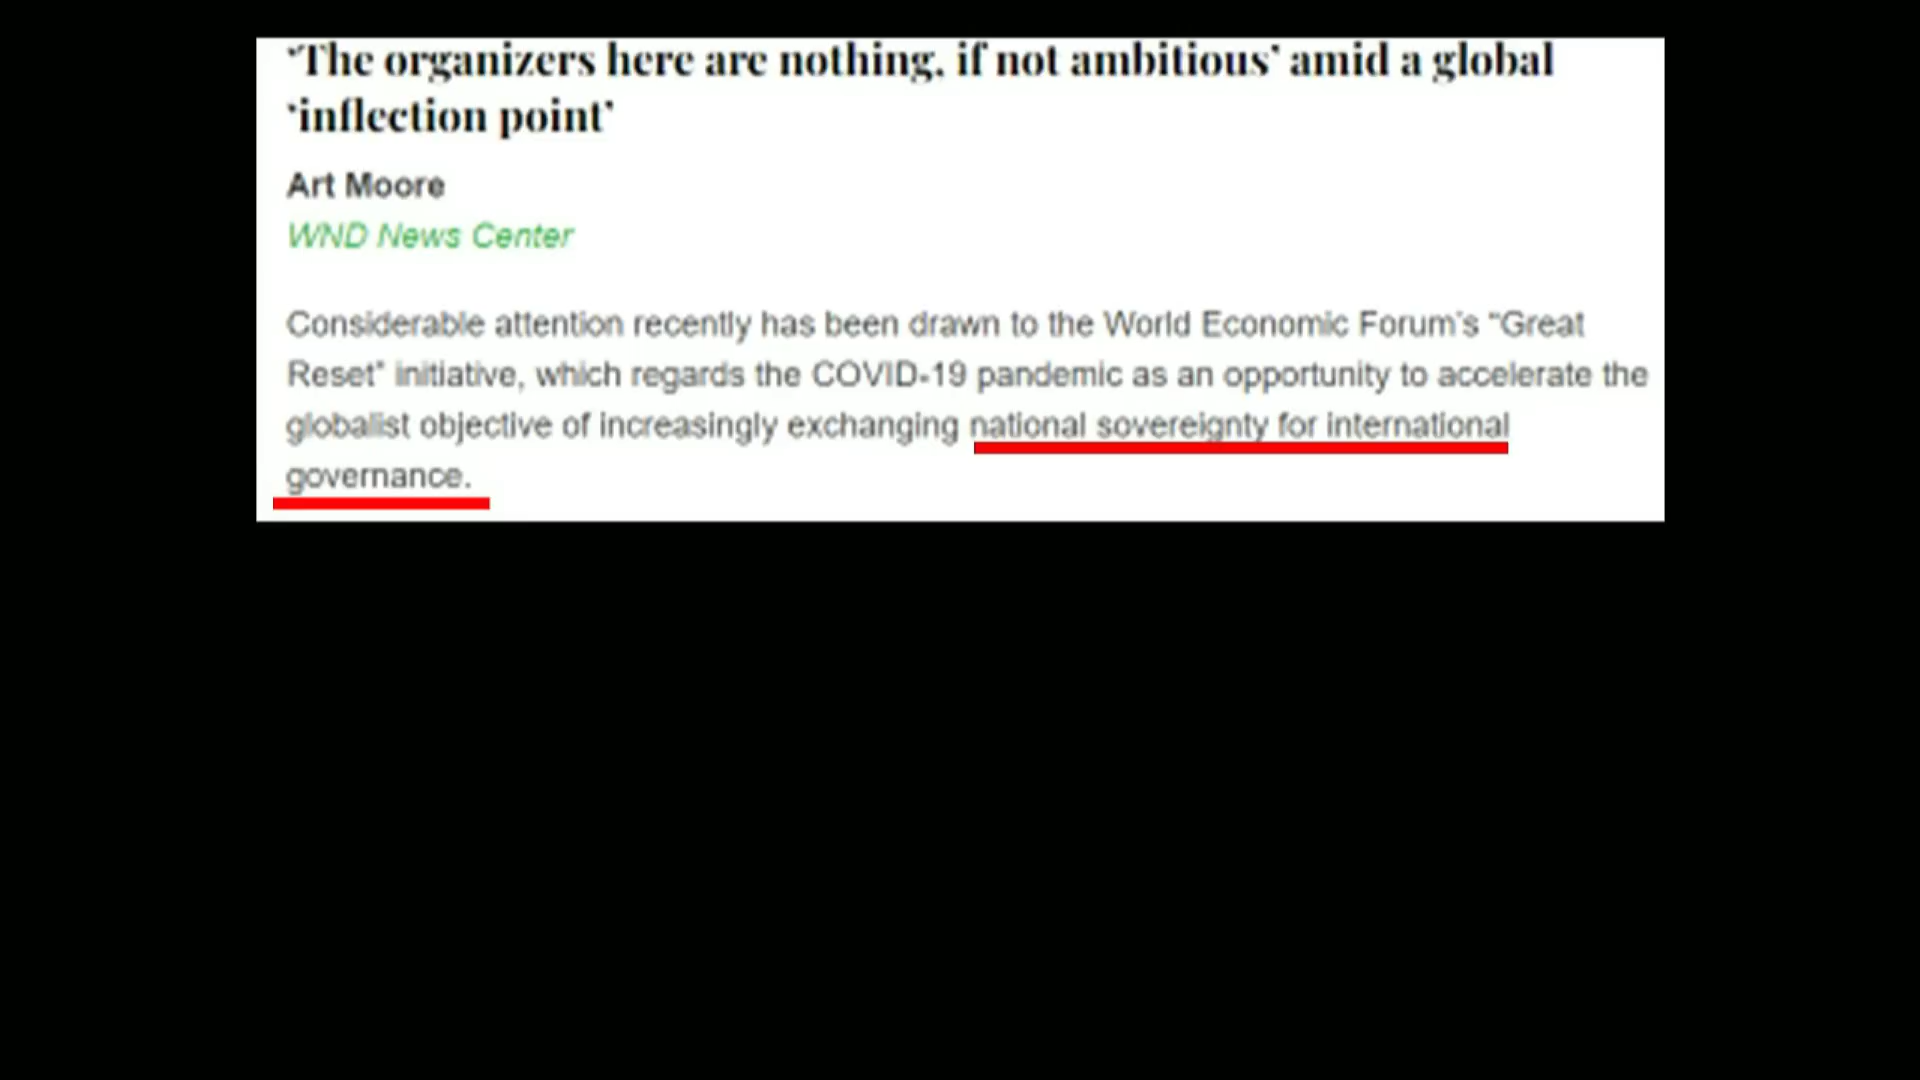 ‘The organizers here are nothing, if not ambitious’ amid a global
‘inflection point’
Art Moore
WND News Center
Considerable attention recently has been drawn to the World Economic Forum's “Great
Reset” initiative, which regards the COVID-19 pandemic as an opportunity to accelerate the
globalist objective of increasingly exchanging national sovereignty for international
governance.